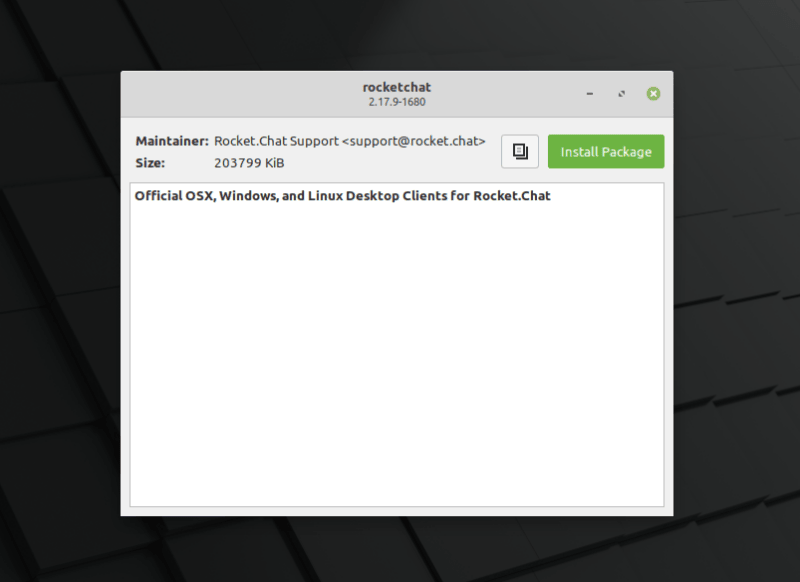 rocketchat
2.17.9-1680
Maintainer: Rocket.Chat Support <support@rocket.chat>
Install Package
Size: 203799 KiB
Official OSX, Windows, and Linux Desktop Clients for Rocket.Chat